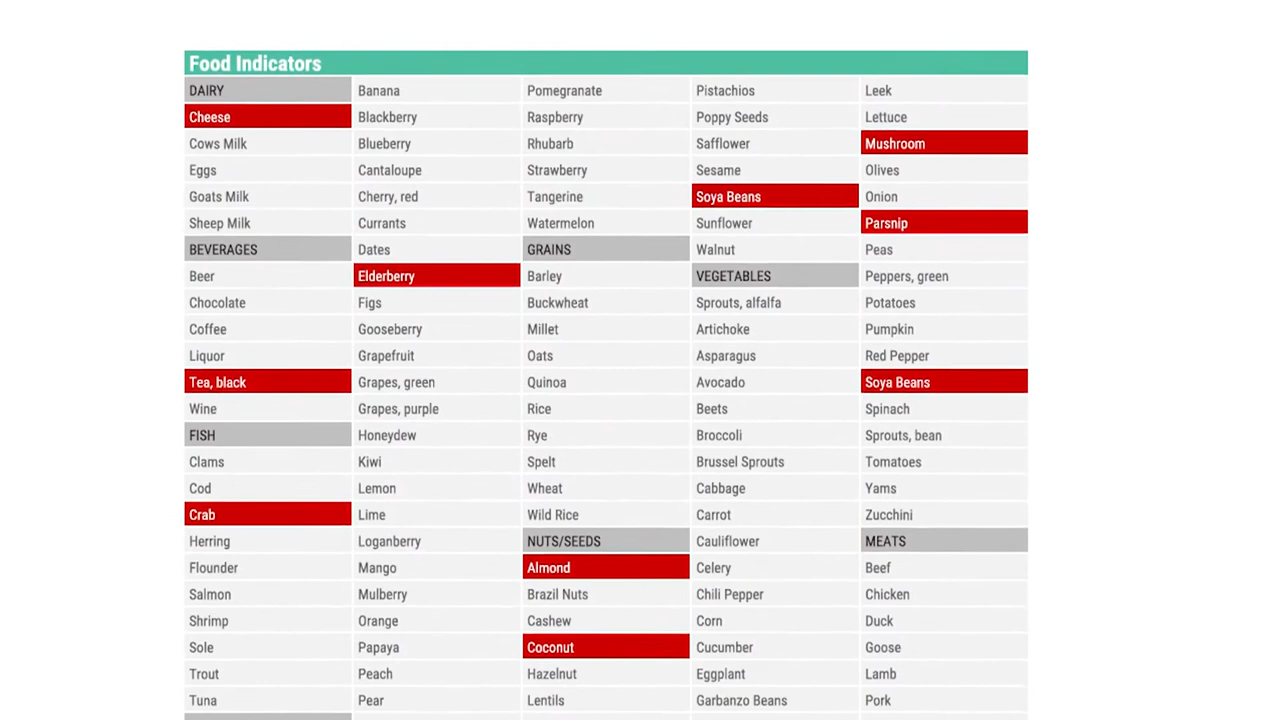 Food Indicators
DAIRY
Cheese
Cows Milk
Eggs
Goats Milk
Sheep Milk
BEVERAGES
Beer
Chocolate
Coffee
Liquor
Tea, black
Wine
FISH
Clams
Cod
Crab
Herring
Flounder
Salmon
Shrimp
Sole
Trout
Tuna
Banana
Blackberry
Blueberry
Cantaloupe
Cherry, red
Currants
Dates
Elderberry
Figs
Gooseberry
Grapefruit
Grapes, green
Grapes, purple
Honeydew
Kiwi
Lemon
Lime
Loganberry
Mango
Mulberry
Orange
Papaya
Peach
Pear
Pomegranate
Raspberry
Rhubarb
Strawberry
Tangerine
Watermelon
GRAINS
Barley
Buckwheat
Millet
Oats
Quinoa
Rice
Rye
Spelt
Wheat
Wild Rice
NUTS/SEEDS
Almond
Brazil Nuts
Cashew
Coconut
Hazelnut
Lentils
Pistachios
Poppy Seeds
Safflower
Sesame
Soya Beans
Sunflower
Walnut
VEGETABLES
Sprouts, alfalfa
Artichoke
Asparagus
Avocado
Beets
Broccoli
Brussel Sprouts
Cabbage
Carrot
Cauliflower
Celery
Chili Pepper
Corn
Cucumber
Eggplant
Garbanzo Beans
Leek
Lettuce
Mushroom
Olives
Onion
Parsnip
Peas
Peppers, green
Potatoes
Pumpkin
Red Pepper
Soya Beans
Spinach
Sprouts, bean
Tomatoes
Yams
Zucchini
MEATS
Beef
Chicken
Duck
Goose
Lamb
Pork